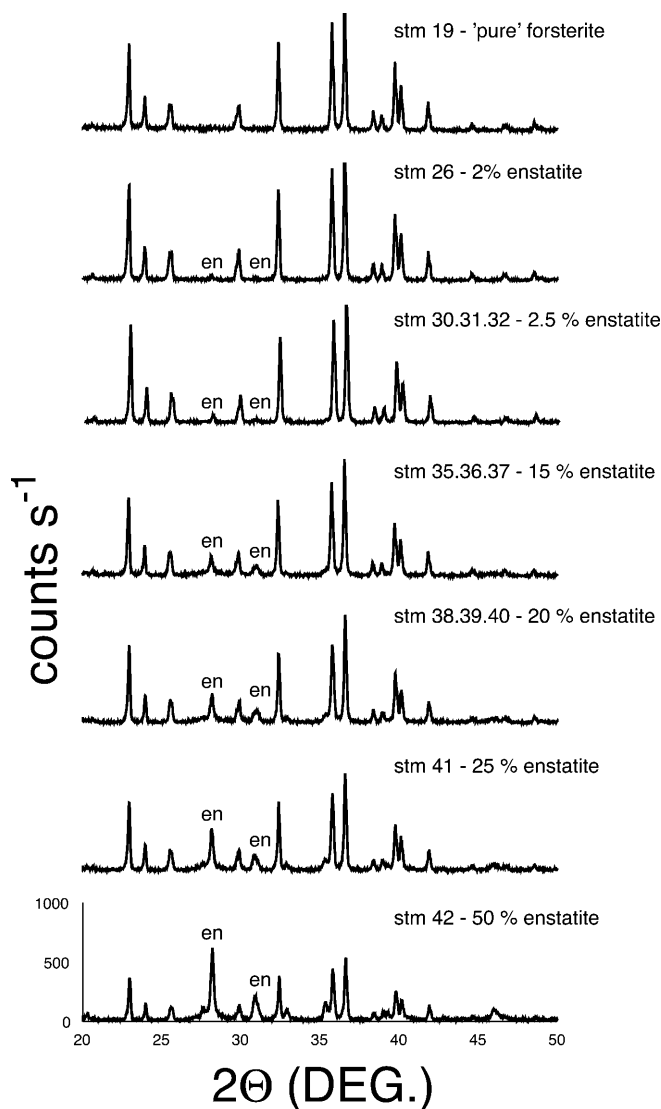 stm 19 - 'pure' forsterite
stm 26 - 2% enstatite
en en
stm 30.31.32 - 2.5 % enstatite
en en
stm 35.36.37 - 15 % enstatite
en en
counts s⁻¹
stm 38.39.40 - 20 % enstatite
en en
stm 41 - 25 % enstatite
en en
stm 42 - 50 % enstatite
en en
1000
500
0
20 25 30 35 40 45 50
2Θ (DEG.)